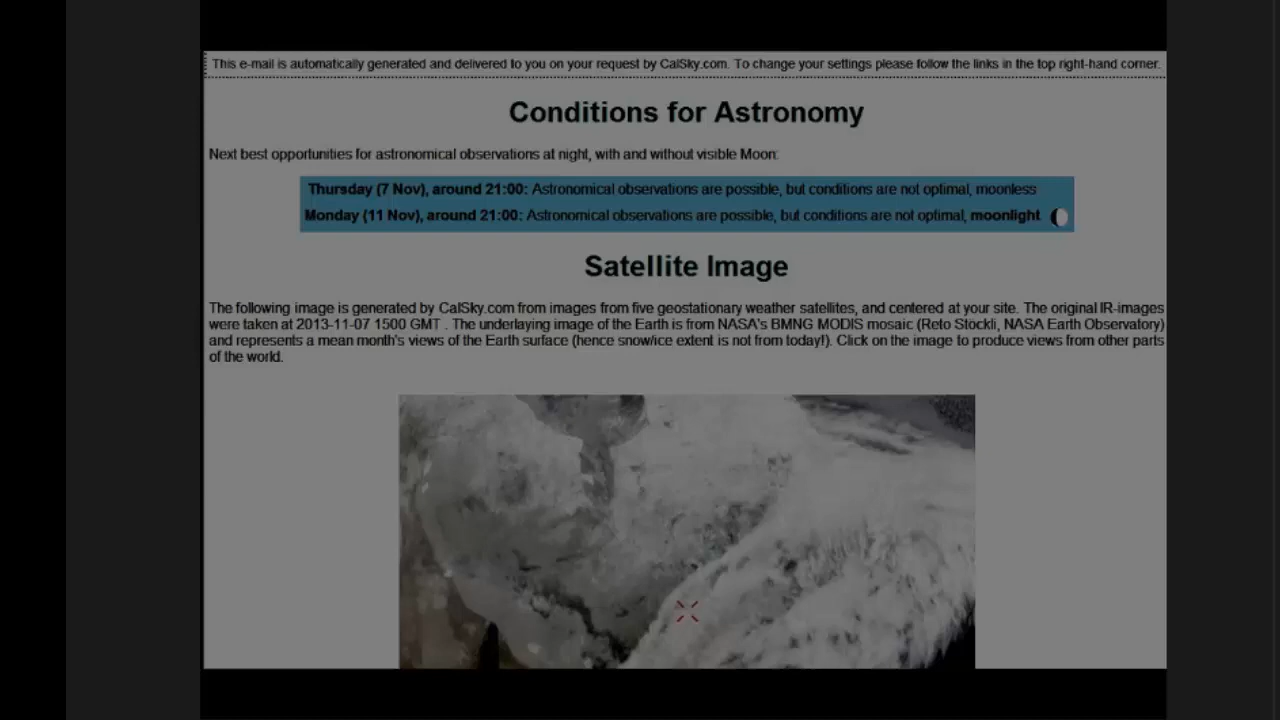 This e-mail is automatically generated and delivered to you on your request by CalSky.com. To change your settings please follow the links in the top right-hand corner.
Conditions for Astronomy
Next best opportunities for astronomical observations at night, with and without visible Moon:
Thursday (7 Nov), around 21:00: Astronomical observations are possible, but conditions are not optimal, moonless
Monday (11 Nov), around 21:00: Astronomical observations are possible, but conditions are not optimal, moonlight
Satellite Image
The following image is generated by CalSky.com from images from five geostationary weather satellites, and centered at your site. The original IR-images
were taken at 2013-11-07 1500 GMT . The underlaying image of the Earth is from NASA's BMNG MODIS mosaic (Reto Stöckli, NASA Earth Observatory)
and represents a mean month's views of the Earth surface (hence snow/ice extent is not from today!). Click on the image to produce views from other parts
of the world.